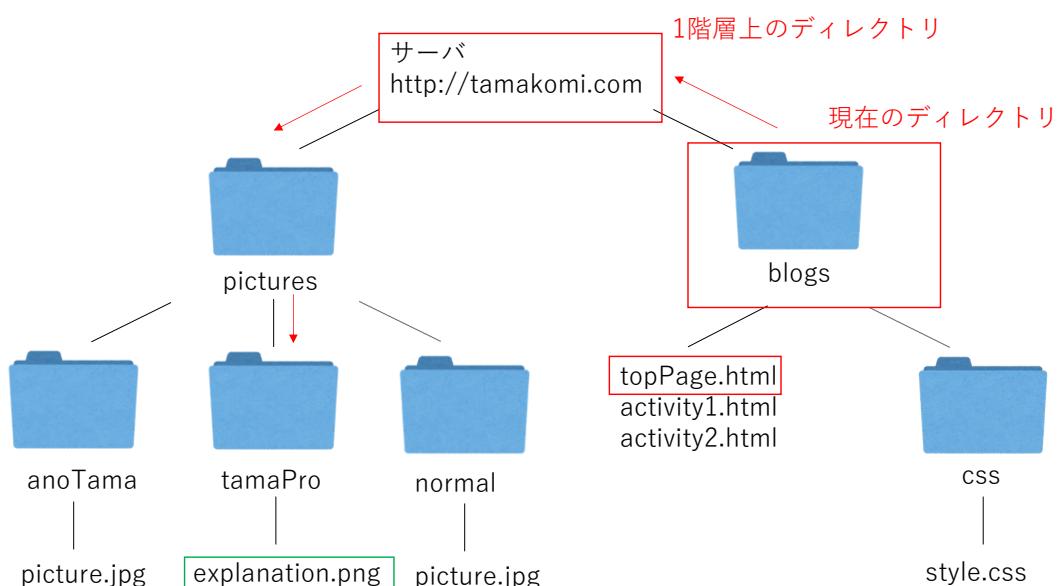 1階層上のディレクトリ
サーバ
http://tamakomi.com
現在のディレクトリ
pictures
blogs
topPage.html
activity1.html
activity2.html
anoTama
tamaPro
normal
css
picture.jpg
explanation.png
picture.jpg
style.css